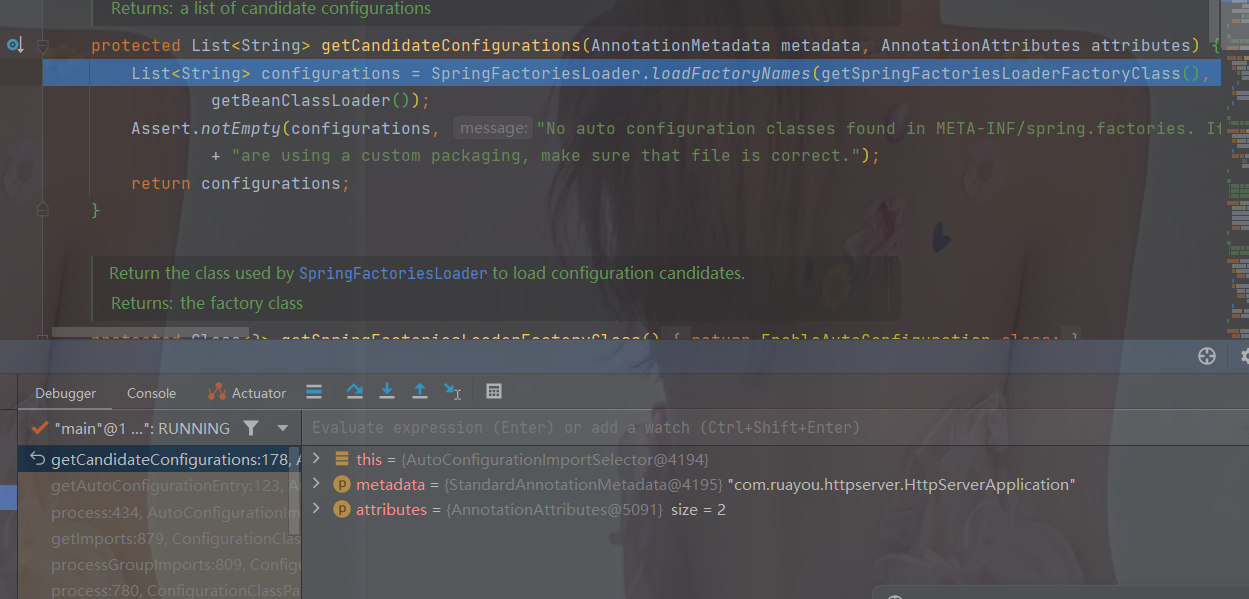 Returns: a list of candidate configurations
protected List<String> getCandidateConfigurations(AnnotationMetadata metadata, AnnotationAttributes attributes) {
List<String> configurations = SpringFactoriesLoader.loadFactoryNames(getSpringFactoriesLoaderFactoryClass(),
getBeanClassLoader());
Assert.notEmpty(configurations, message: "No auto configuration classes found in META-INF/spring.factories. If
+ "are using a custom packaging, make sure that file is correct.");
return configurations;
}
Return the class used by SpringFactoriesLoader to load configuration candidates.
Returns: the factory class
protected Class<?> getSpringFactoriesLoaderFactoryClass() { return EnableAutoConfiguration.class; }
Debugger Console Actuator
"main"@1 ...": RUNNING Evaluate expression (Enter) or add a watch (Ctrl+Shift+Enter)
getCandidateConfigurations:178, A
getAutoConfigurationEntry:123, A
process:434, AutoConfigurationIm
getImports:879, ConfigurationClas
processGroupImports:809, Config
process:780, ConfigurationClassPa
this = {AutoConfigurationImportSelector@4194}
metadata = {StandardAnnotationMetadata@4195} "com.ruayou.httpserver.HttpServerApplication"
attributes = {AnnotationAttributes@5091} size = 2